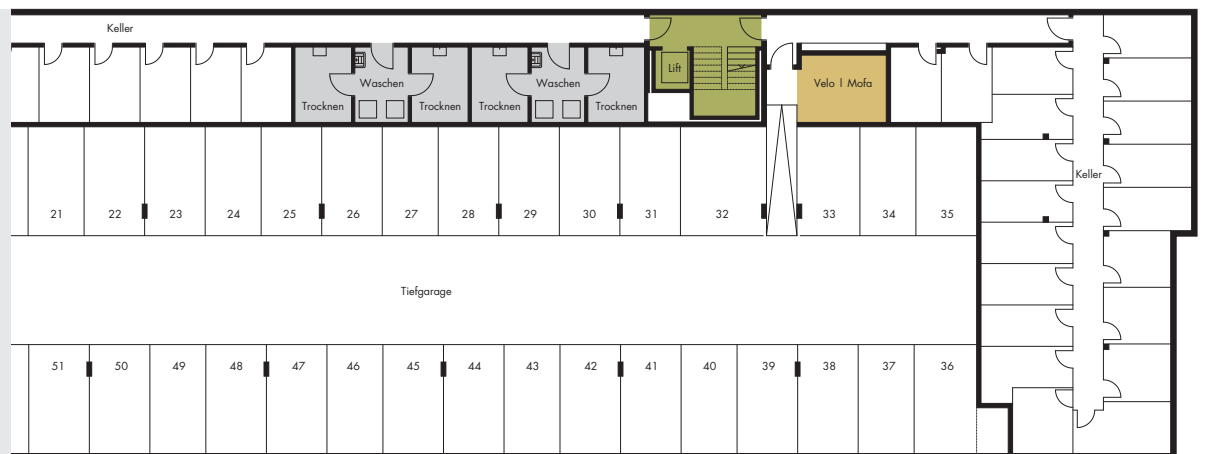 Keller
Lift
Waschen
Waschen
Velo | Mofa
Trocknen
Trocknen
Trocknen
Trocknen
Keller
21 22 23 24 25 26 27 28 29 30 31 32 33 34 35
Tiefgarage
51 50 49 48 47 46 45 44 43 42 41 40 39 38 37 36